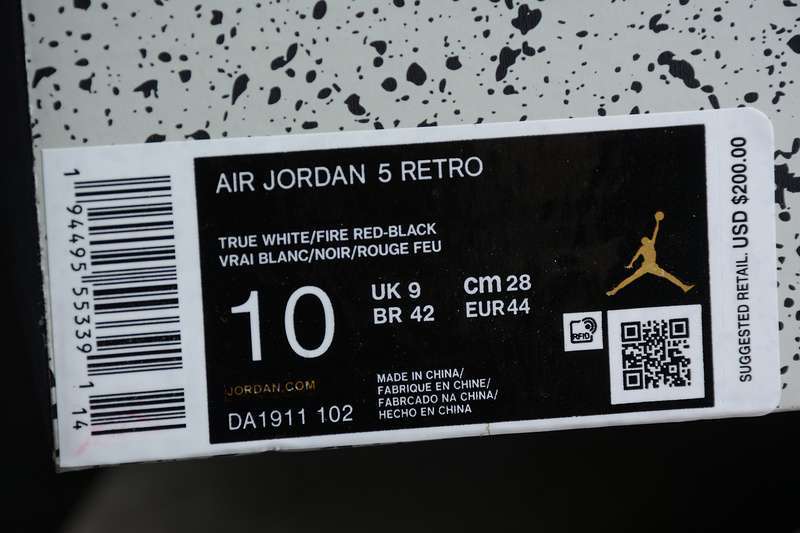 AIR JORDAN 5 RETRO
TRUE WHITE/FIRE RED-BLACK
VRAI BLANC/NOIR/ROUGE FEU
10
UK 9
BR 42
cm 28
EUR 44
RFID
JORDAN.COM
DA1911 102
MADE IN CHINA/
FABRIQUE EN CHINE/
FABRCADO NA CHINA/
HECHO EN CHINA
SUGGESTED RETAIL. USD $200.00
1 94495 55339 1 14